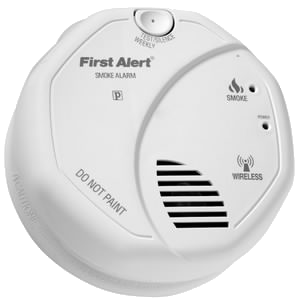 TEST/SILENCE
WEEKLY
First Alert®
SMOKE ALARM
P
SMOKE
POWER
WIRELESS
DO NOT PAINT